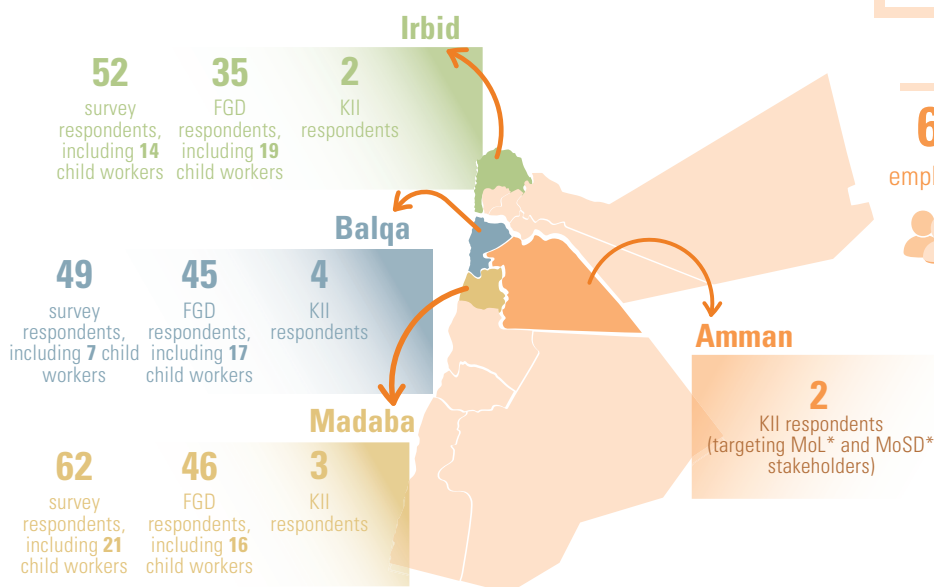 Irbid
52
survey
respondents,
including 14
child workers
35
FGD
respondents,
including 19
child workers
2
KII
respondents
Balqa
49
survey
respondents,
including 7 child
workers
45
FGD
respondents,
including 17
child workers
4
KII
respondents
Madaba
62
survey
respondents,
including 21
child workers
46
FGD
respondents,
including 16
child workers
3
KII
respondents
Amman
2
KII respondents
(targeting MoL* and MoSD*
stakeholders)